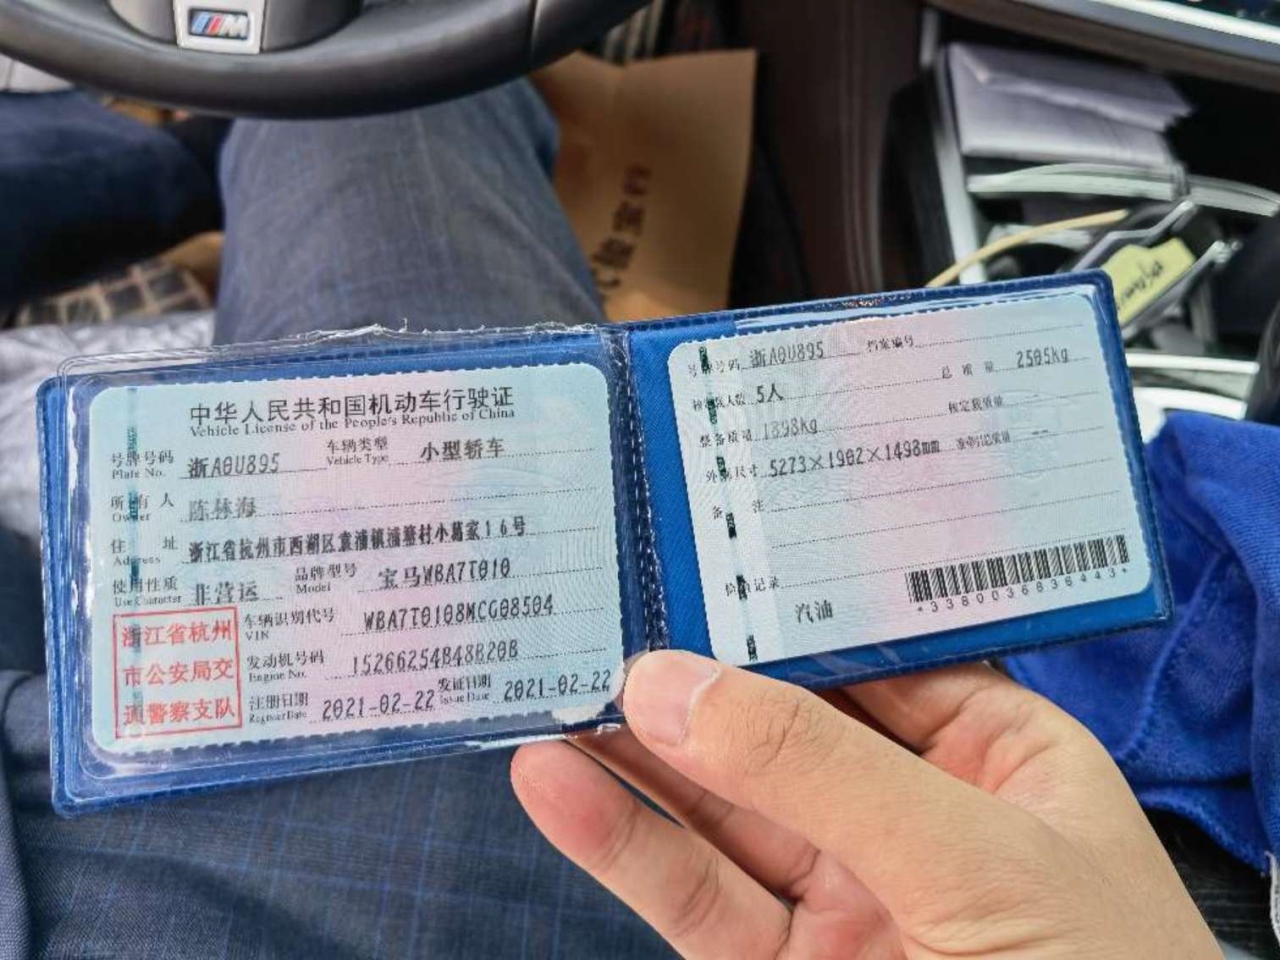 中华人民共和国机动车行驶证
Vehicle License of the People's Republic of China
号牌号码 浙A0U895 车辆类型 小型轿车
Plate No. Vehicle Type
所有人 陈林海
Owner
住址 浙江省杭州市西湖区袁浦镇浦塘村小葛家16号
Address
使用性质 非营运 品牌型号 宝马WBA7T010
Use Character Model
浙江省杭州
市公安局交
通警察支队
车辆识别代号 WBA7T0108MCG08504
VIN
发动机号码 15266254B48B20B
Engine No.
注册日期 2021-02-22 发证日期 2021-02-22
Register Date Issue Date
号牌号码 浙A0U895 档案编号
核定载人数 5人 总质量 2505kg
整备质量 1898kg 核定载质量 --
外廓尺寸 5273×1902×1498mm 准牵引总质量 --
备注
检验记录
汽油
*3380036836443*